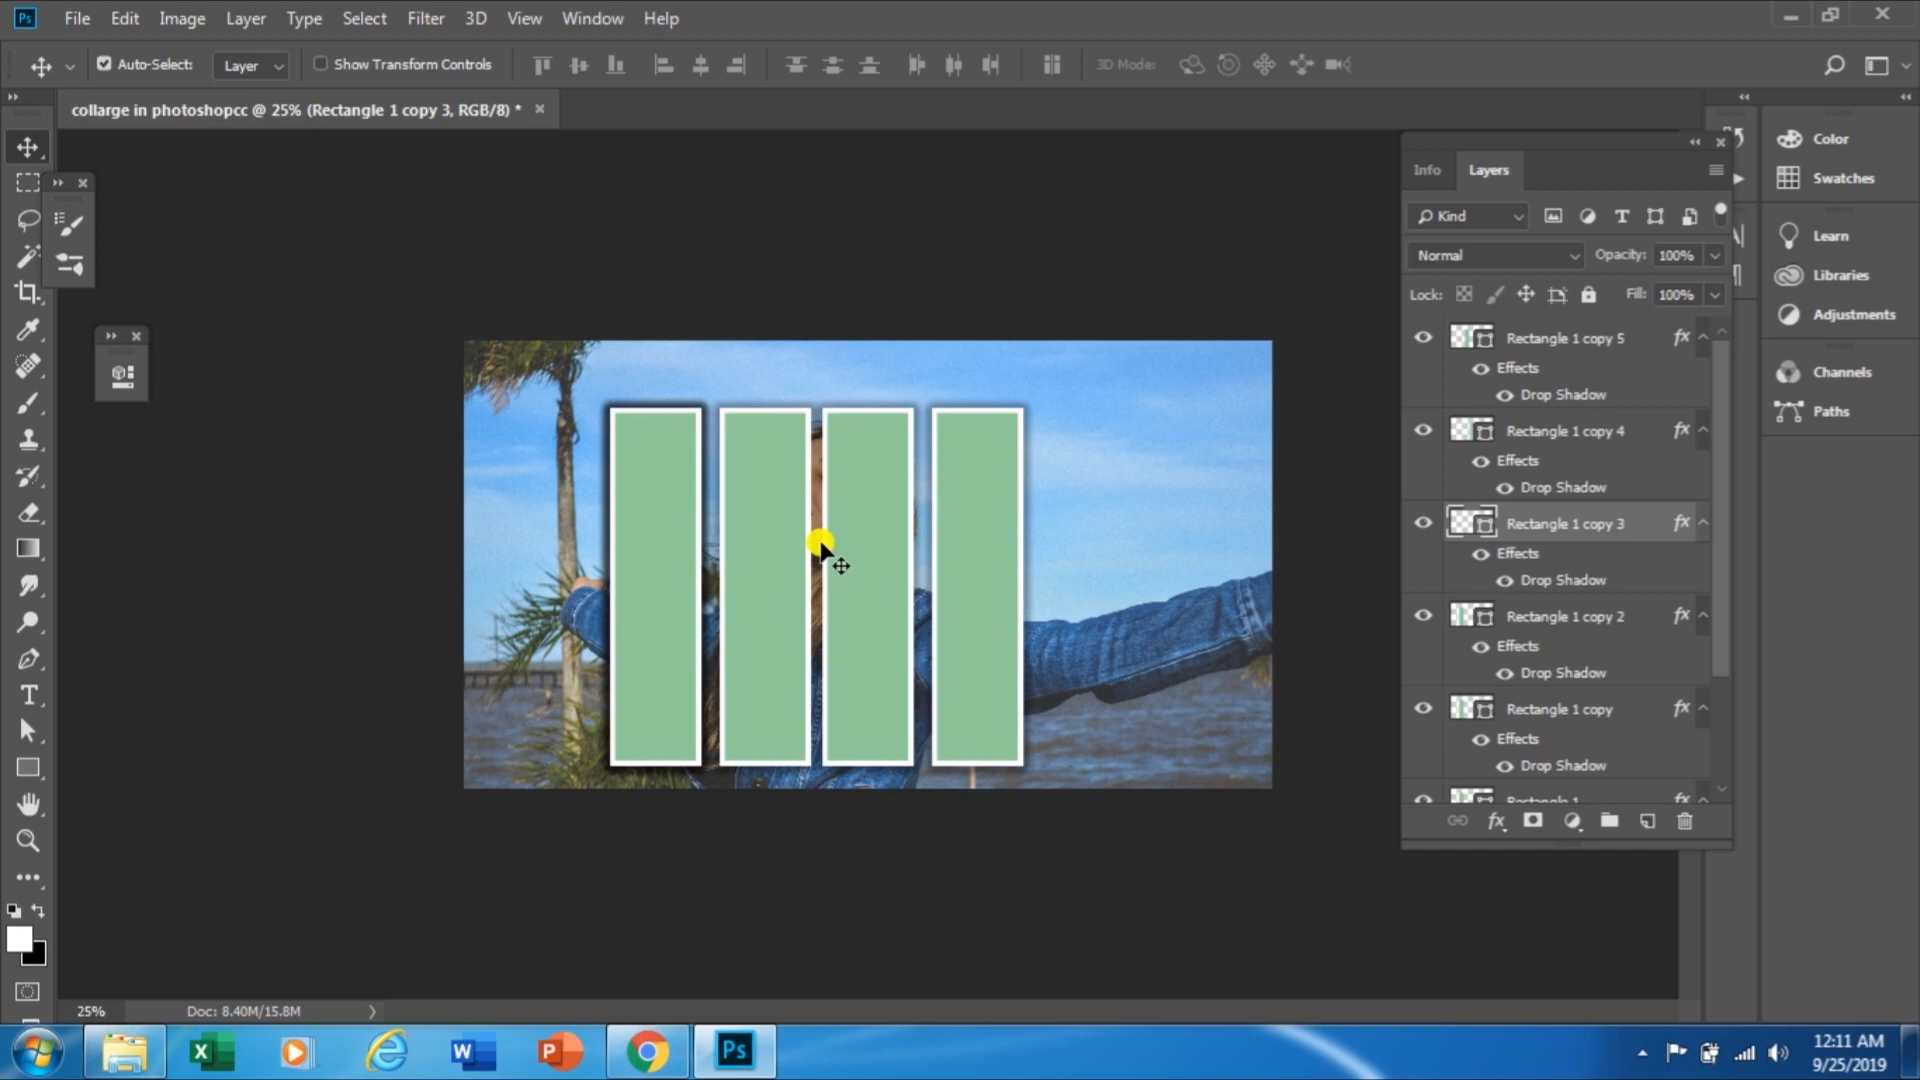 Ps File Edit Image Layer Type Select Filter 3D View Window Help
Auto-Select: Layer Show Transform Controls 3D Mode:
collarge in photoshopcc @ 25% (Rectangle 1 copy 3, RGB/8) *
Info Layers
Kind
Normal Opacity: 100%
Lock: Fill: 100%
Rectangle 1 copy 5 fx
Effects
Drop Shadow
Rectangle 1 copy 4 fx
Effects
Drop Shadow
Rectangle 1 copy 3 fx
Effects
Drop Shadow
Rectangle 1 copy 2 fx
Effects
Drop Shadow
Rectangle 1 copy fx
Effects
Drop Shadow
Rectangle 1 fx
fx
Color
Swatches
Learn
Libraries
Adjustments
Channels
Paths
25% Doc: 8.40M/15.8M
X W P Ps
12:11 AM
9/25/2019